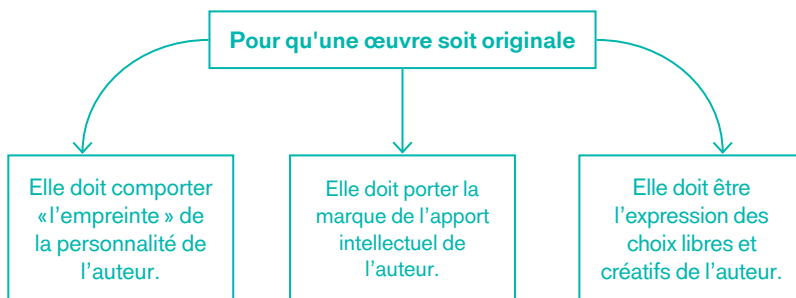 Pour qu'une œuvre soit originale
Elle doit comporter
«l'empreinte » de
la personnalité de
l'auteur.
Elle doit porter la
marque de l'apport
intellectuel de
l'auteur.
Elle doit être
l'expression des
choix libres et
créatifs de l'auteur.